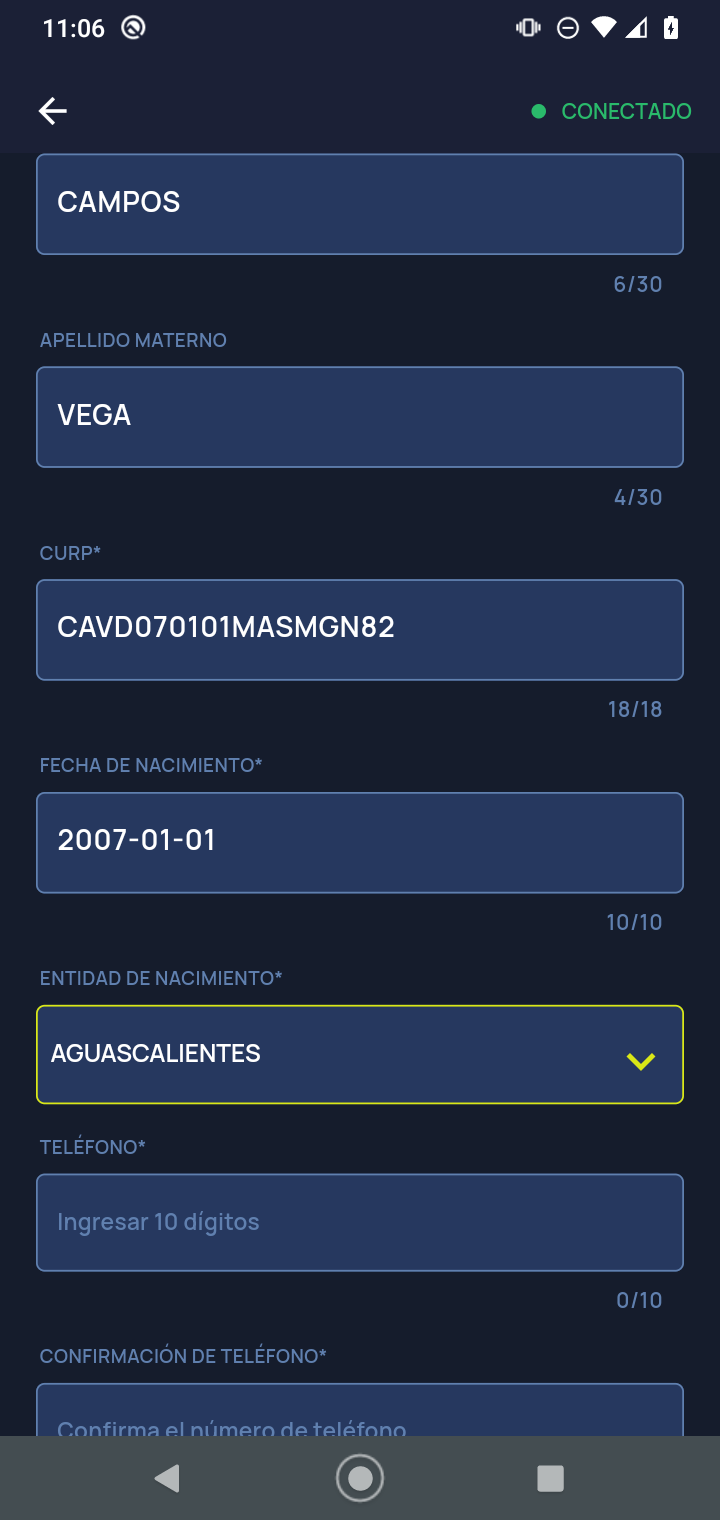 11:06
CONECTADO
CAMPOS
6/30
APELLIDO MATERNO
VEGA
4/30
CURP*
CAVD070101MASMGN82
18/18
FECHA DE NACIMIENTO*
2007-01-01
10/10
ENTIDAD DE NACIMIENTO*
AGUASCALIENTES
TELÉFONO*
Ingresar 10 dígitos
0/10
CONFIRMACIÓN DE TELÉFONO*
Confirma el número de teléfono